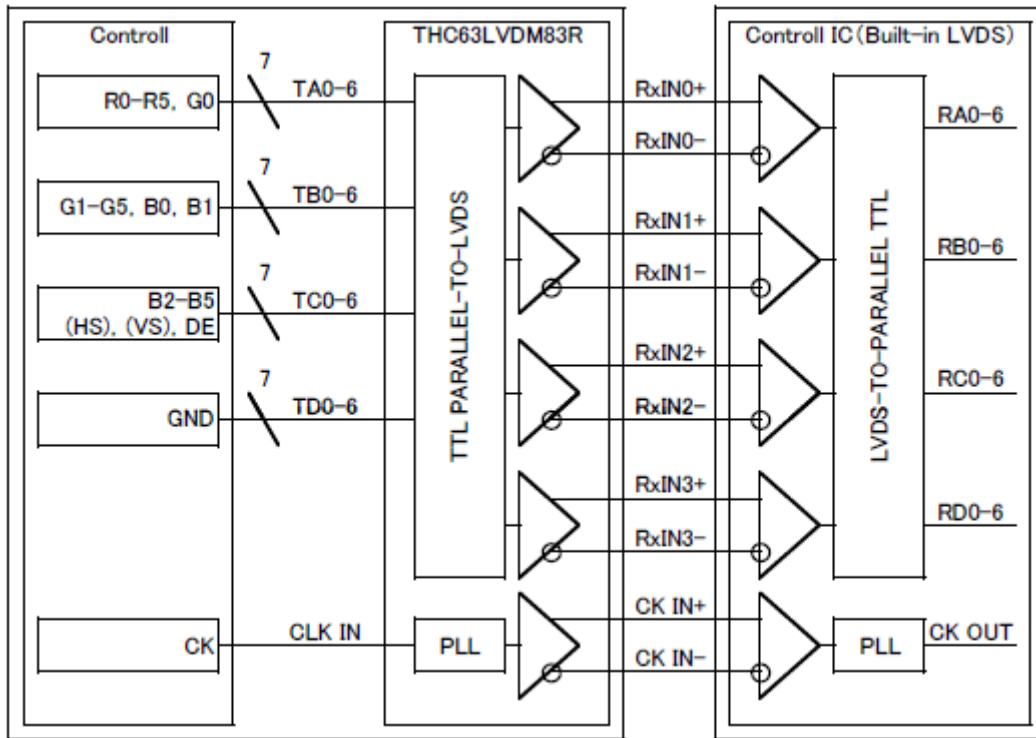 Controll
THC63LVDM83R
Controll IC(Built-in LVDS)
R0-R5, G0
7
TA0-6
RxIN0+
RxIN0-
RA0-6
G1-G5, B0, B1
7
TB0-6
RxIN1+
RxIN1-
RB0-6
B2-B5
(HS), (VS), DE
7
TC0-6
RxIN2+
RxIN2-
RC0-6
GND
7
TD0-6
RxIN3+
RxIN3-
RD0-6
TTL PARALLEL-TO-LVDS
LVDS-TO-PARALLEL TTL
CK
CLK IN
PLL
CK IN+
CK IN-
PLL
CK OUT